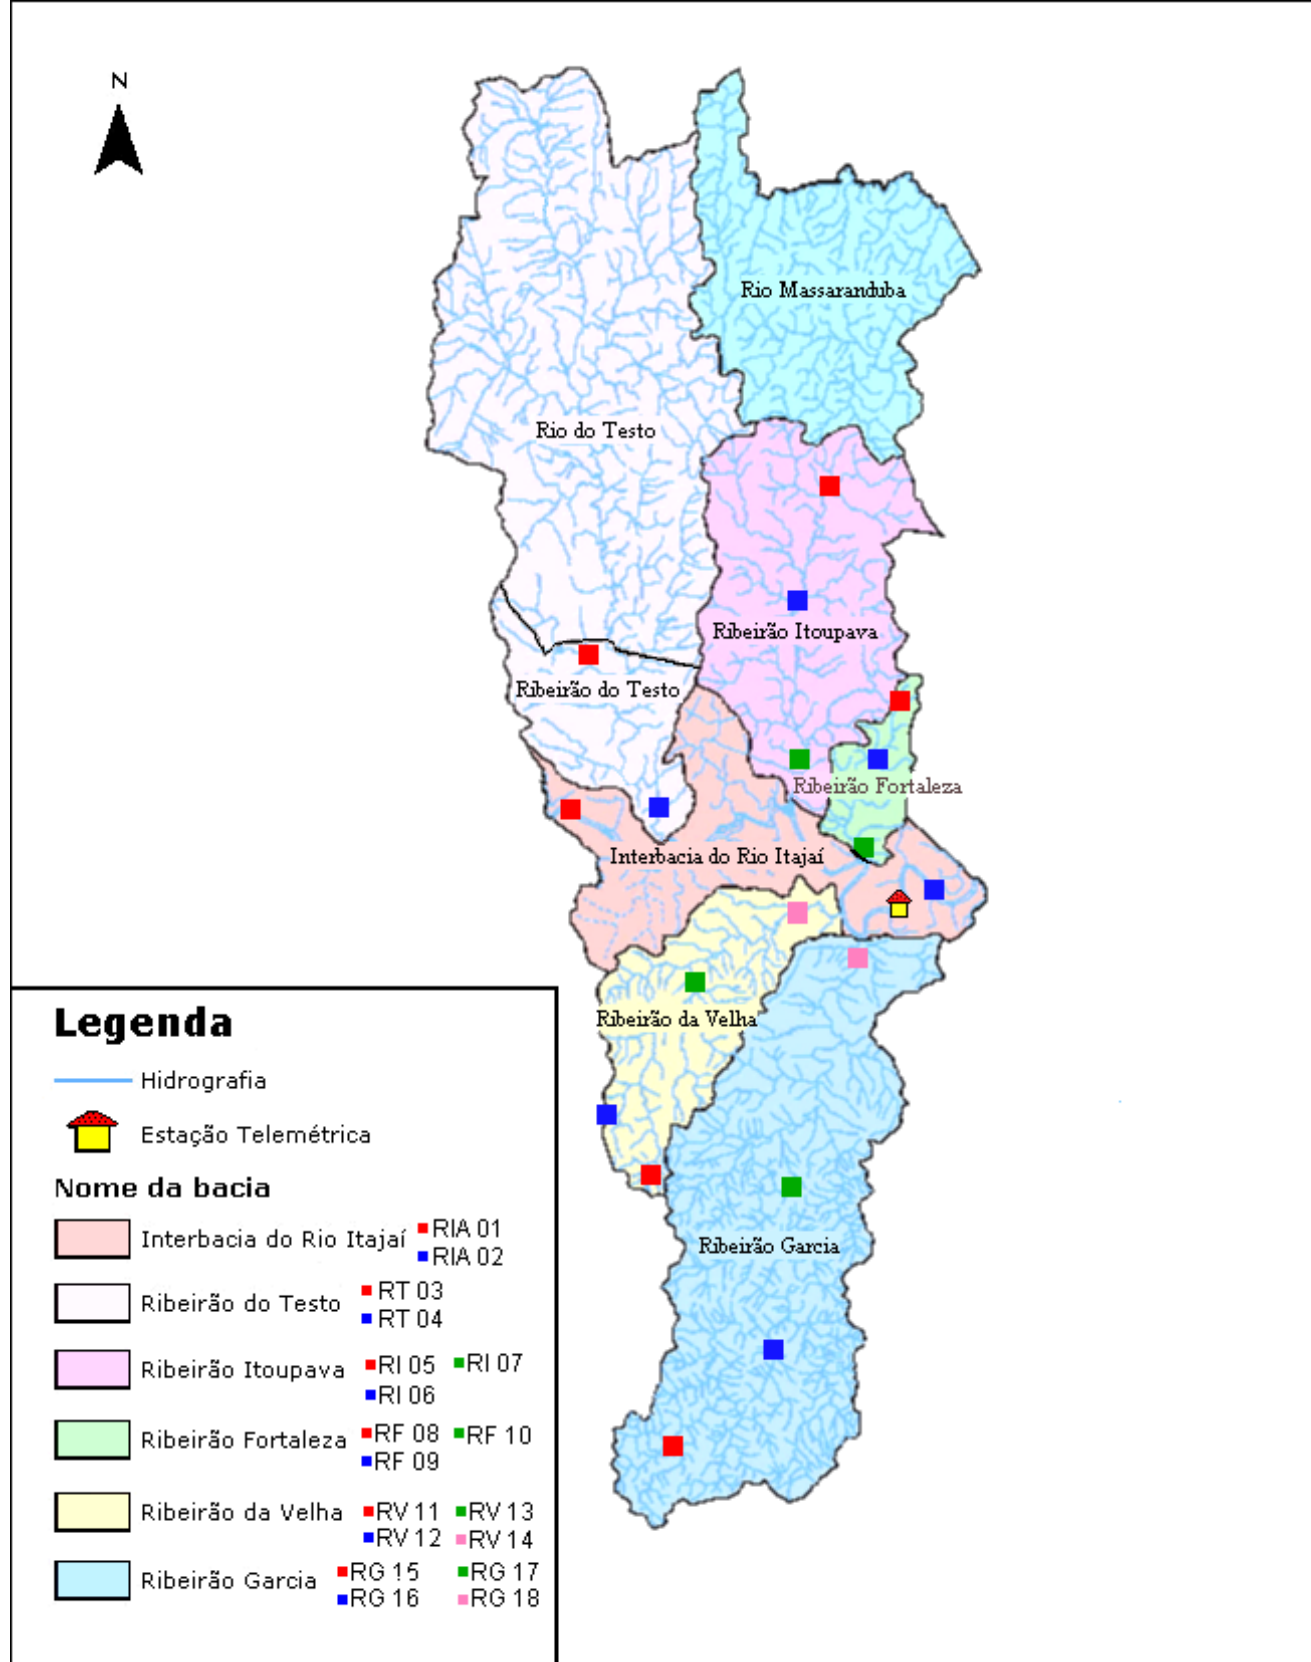 N
Rio Massaranduba
Rio do Testo
Ribeirão Itoupava
Ribeirão do Testo
Ribeirão Fortaleza
Interbacia do Rio Itajaí
Ribeirão da Velha
Ribeirão Garcia
Legenda
Hidrografia
Estação Telemétrica
Nome da bacia
Interbacia do Rio Itajaí RIA 01
RIA 02
Ribeirão do Testo RT 03
RT 04
Ribeirão Itoupava RI 05 RI 07
RI 06
Ribeirão Fortaleza RF 08 RF 10
RF 09
Ribeirão da Velha RV 11 RV 13
RV 12 RV 14
Ribeirão Garcia RG 15 RG 17
RG 16 RG 18